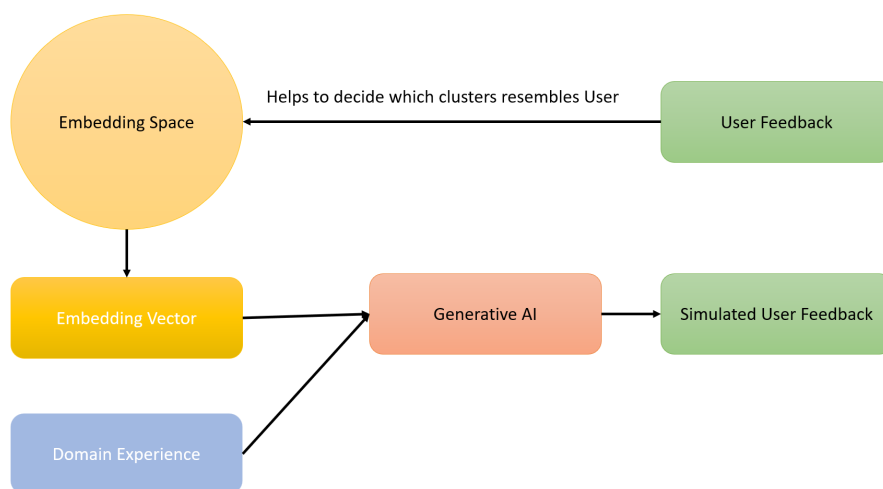 Helps to decide which clusters resembles User
Embedding Space
User Feedback
Embedding Vector
Generative AI
Simulated User Feedback
Domain Experience